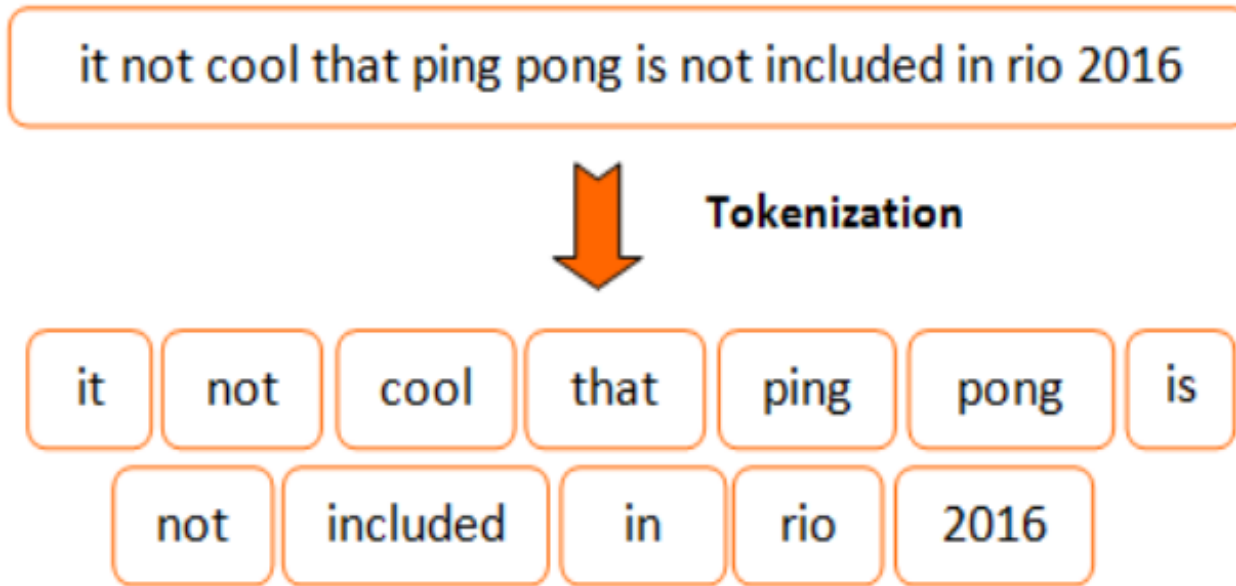 it not cool that ping pong is not included in rio 2016
Tokenization
it not cool that ping pong is
not included in rio 2016